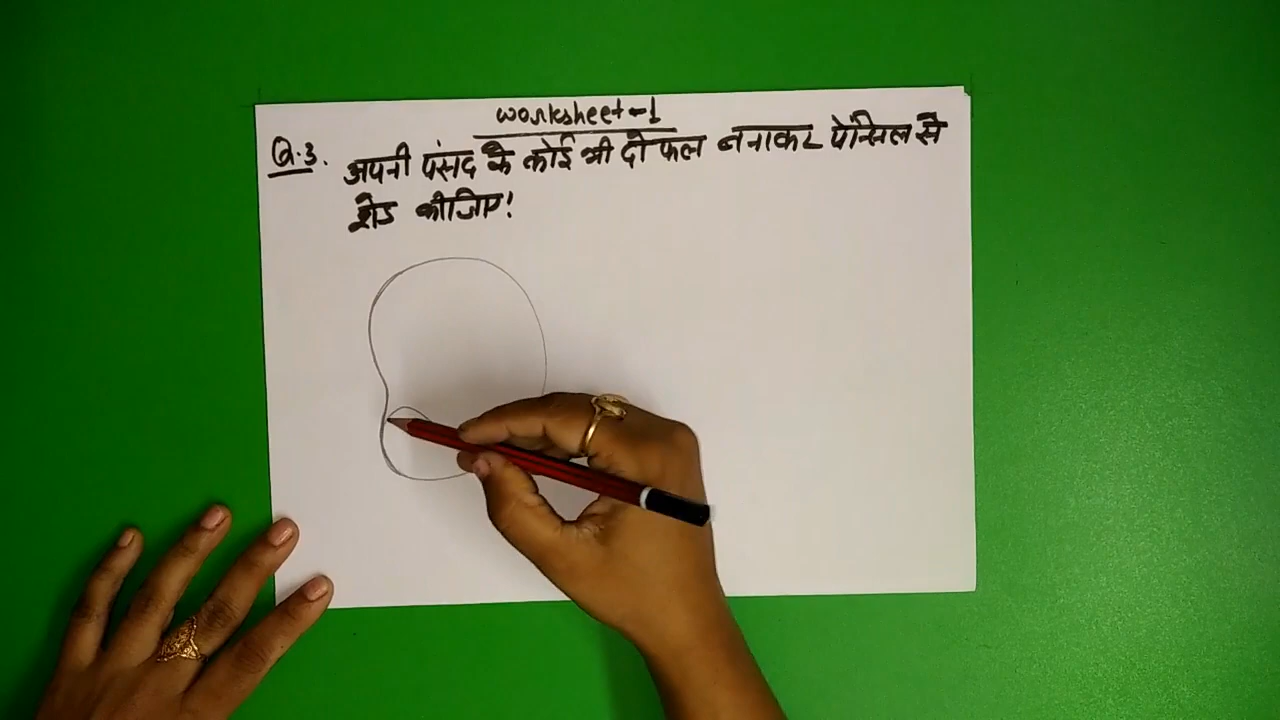 Worksheet-1
Q.3. अपनी पसंद के कोई भी दो फल बनाकर पेन्सिल से
शेड कीजिए!